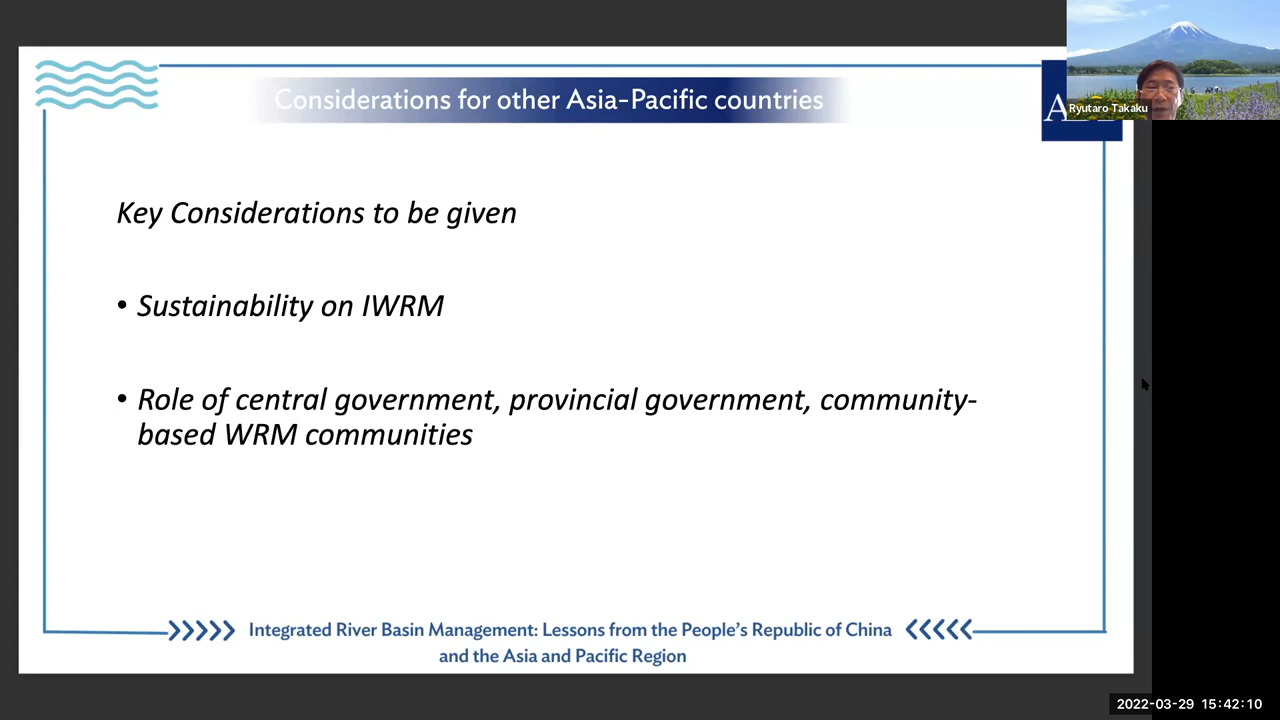 Considerations for other Asia-Pacific countries
Ryutaro Takaku
Key Considerations to be given
• Sustainability on IWRM
• Role of central government, provincial government, community-
based WRM communities
Integrated River Basin Management: Lessons from the People's Republic of China
and the Asia and Pacific Region
2022-03-29 15:42:10